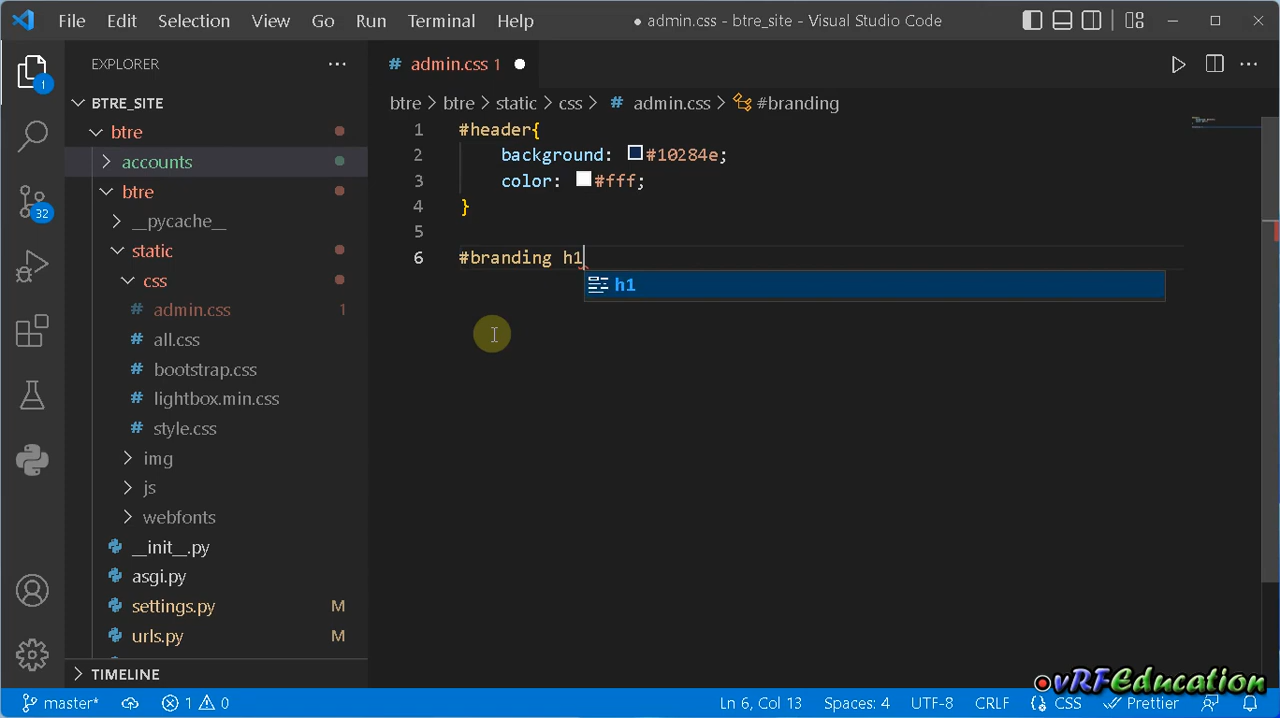 File Edit Selection View Go Run Terminal Help ● admin.css - btre_site - Visual Studio Code
EXPLORER ...
# admin.css 1 ●
BTRE_SITE
btre > btre > static > css > # admin.css > #branding
btre
accounts
btre
__pycache__
static
css
admin.css 1
# all.css
# bootstrap.css
# lightbox.min.css
# style.css
img
js
webfonts
__init__.py
asgi.py
settings.py M
urls.py M
TIMELINE
1
32
1 #header{
2 background: #10284e;
3 color: #fff;
4 }
5
6 #branding h1
h1
vRFEducation
master* 1 0 Ln 6, Col 13 Spaces: 4 UTF-8 CRLF {} CSS Prettier